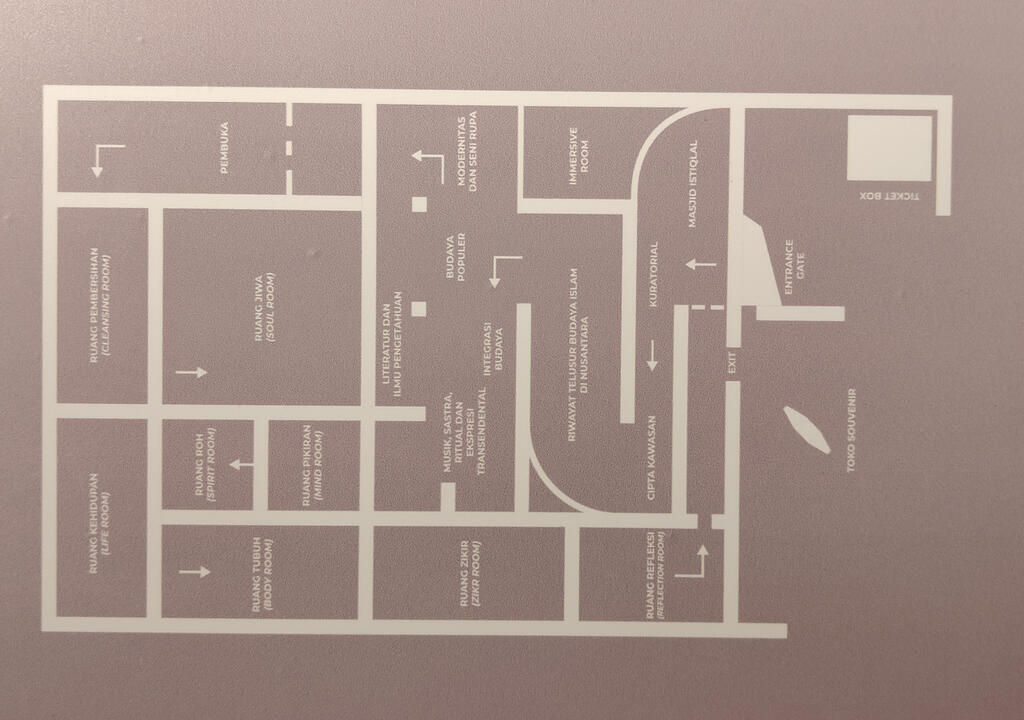 PEMBUKA
MODERNITAS
DAN SENI RUPA
IMMERSIVE
ROOM
MASJID ISTIQLAL
TICKET BOX
RUANG PEMBERSIHAN
(CLEANSING ROOM)
RUANG JIWA
(SOUL ROOM)
BUDAYA
POPULER
LITERATUR DAN
ILMU PENGETAHUAN
INTEGRASI
BUDAYA
RIWAYAT TELUSUR BUDAYA ISLAM
DI NUSANTARA
KURATORIAL
ENTRANCE
GATE
EXIT
RUANG KEHIDUPAN
(LIFE ROOM)
RUANG ROH
(SPIRIT ROOM)
RUANG PIKIRAN
(MIND ROOM)
MUSIK, SASTRA,
RITUAL DAN
EKSPRESI
TRANSENDENTAL
CIPTA KAWASAN
TOKO SOUVENIR
RUANG TUBUH
(BODY ROOM)
RUANG ZIKIR
(ZIKR ROOM)
RUANG REFLEKSI
(REFLECTION ROOM)